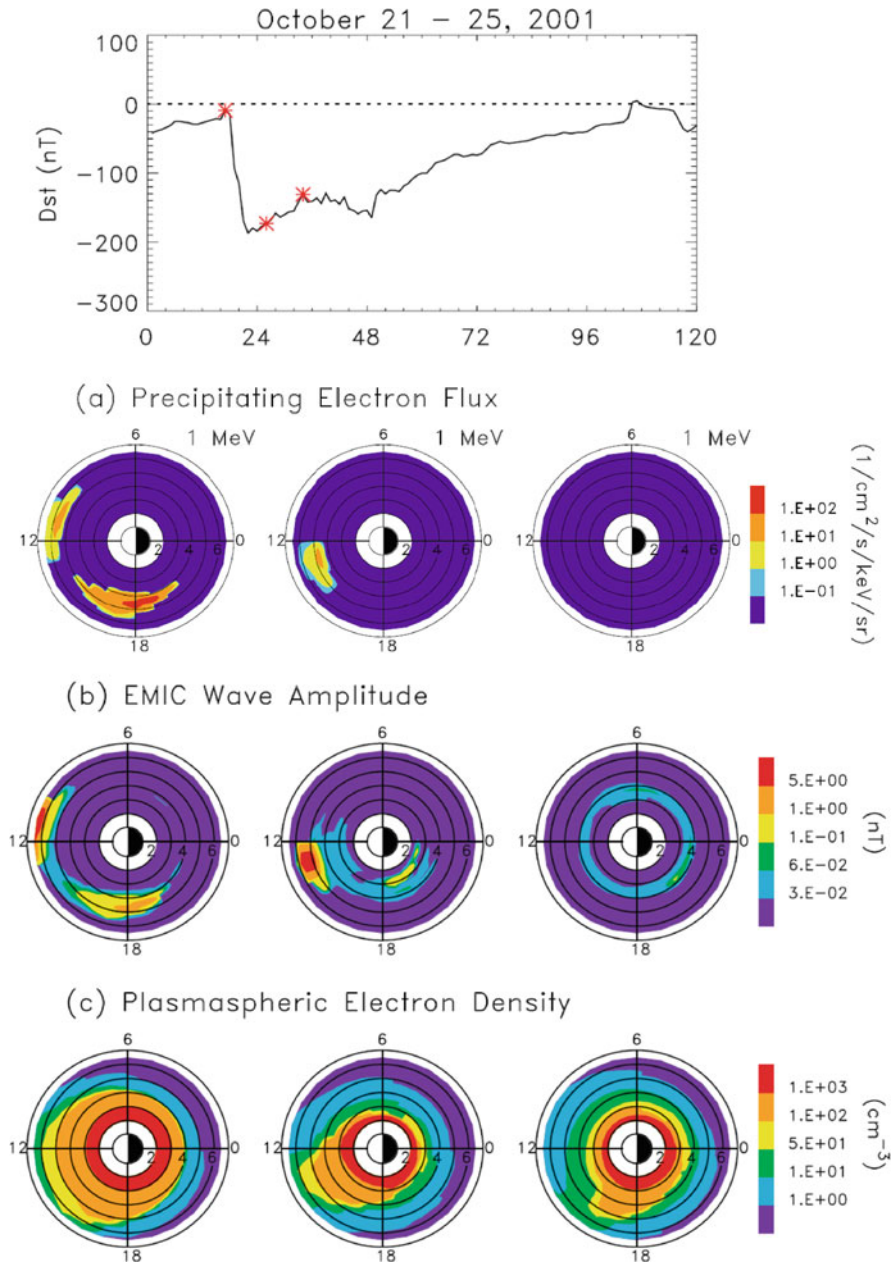 October 21 – 25, 2001
100
0
−100
−200
−300
Dst (nT)
0 24 48 72 96 120
(a) Precipitating Electron Flux
6 1 MeV 6 1 MeV 6 1 MeV
12 2 4 6 0
12 2 4 6 0
12 2 4 6 0
18 18 18
1.E+02
1.E+01
1.E+00
1.E−01
(1/cm²/s/keV/sr)
(b) EMIC Wave Amplitude
6 6 6
12 2 4 6 0
12 2 4 6 0
12 2 4 6 0
18 18 18
5.E+00
1.E+00
1.E−01
6.E−02
3.E−02
(nT)
(c) Plasmaspheric Electron Density
6 6 6
12 2 4 6 0
12 2 4 6 0
12 2 4 6 0
18 18 18
1.E+03
1.E+02
5.E+01
1.E+01
1.E+00
(cm⁻³)